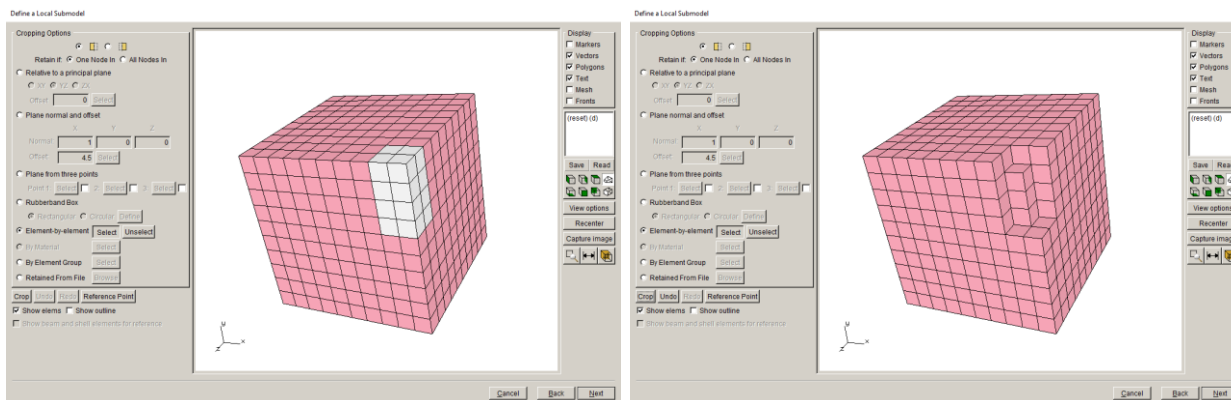 Define a Local Submodel
Cropping Options
Retain if: One Node In All Nodes In
Relative to a principal plane
XY YZ ZX
Offset 0 Select
Plane normal and offset
X Y Z
Normal 1 0 0
Offset 4.5 Select
Plane from three points
Point 1: Select 2: Select 3: Select
Rubberband Box
Rectangular Circular Define
Element-by-element Select Unselect
By Material Select
By Element Group Select
Retained From File Browse
Crop Undo Redo Reference Point
Show elems Show outline
Show beam and shell elements for reference
y
x
z
Display
Markers
Vectors
Polygons
Text
Mesh
Fronts
(reset) (d)
Save Read
View options
Recenter
Capture image
Cancel Back Next
Define a Local Submodel
Cropping Options
Retain if: One Node In All Nodes In
Relative to a principal plane
XY YZ ZX
Offset 0 Select
Plane normal and offset
X Y Z
Normal 1 0 0
Offset 4.5 Select
Plane from three points
Point 1: Select 2: Select 3: Select
Rubberband Box
Rectangular Circular Define
Element-by-element Select Unselect
By Material Select
By Element Group Select
Retained From File Browse
Crop Undo Redo Reference Point
Show elems Show outline
Show beam and shell elements for reference
y
x
z
Display
Markers
Vectors
Polygons
Text
Mesh
Fronts
(reset) (d)
Save Rea
View options
Recenter
Capture image
Cancel Back Next